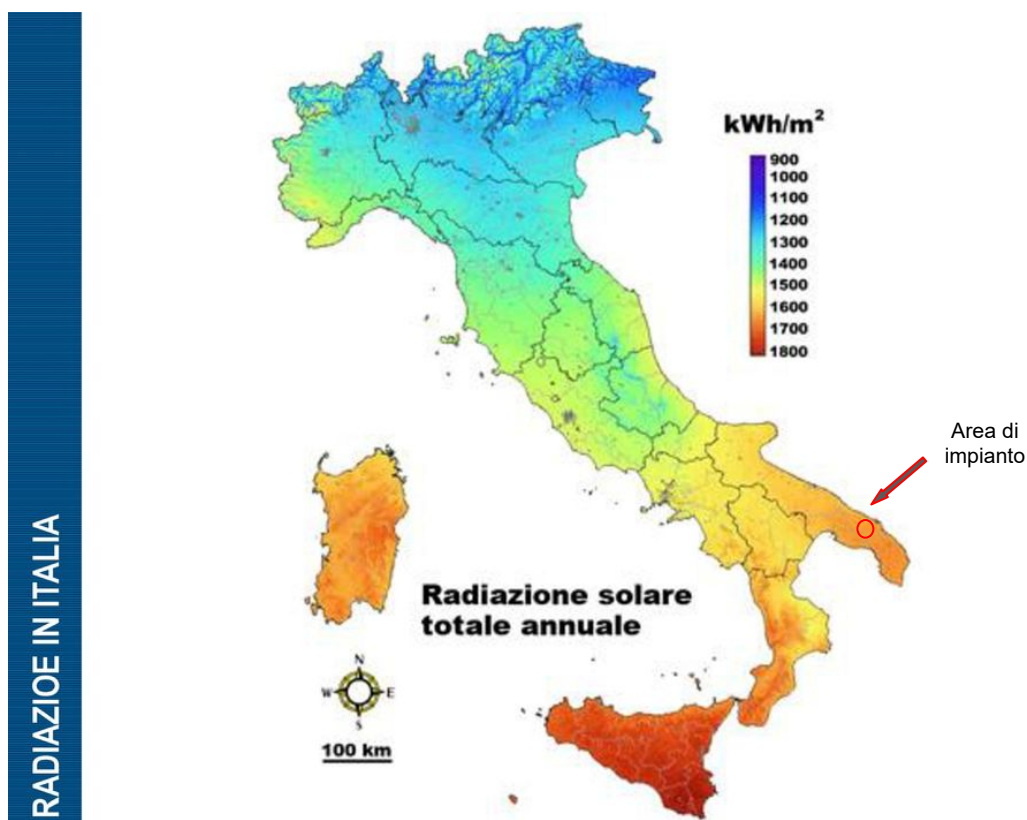 RADIAZIOE IN ITALIA
kWh/m²
900
1000
1100
1200
1300
1400
1500
1600
1700
1800
Area di
impianto
Radiazione solare
totale annuale
N
W
E
S
100 km